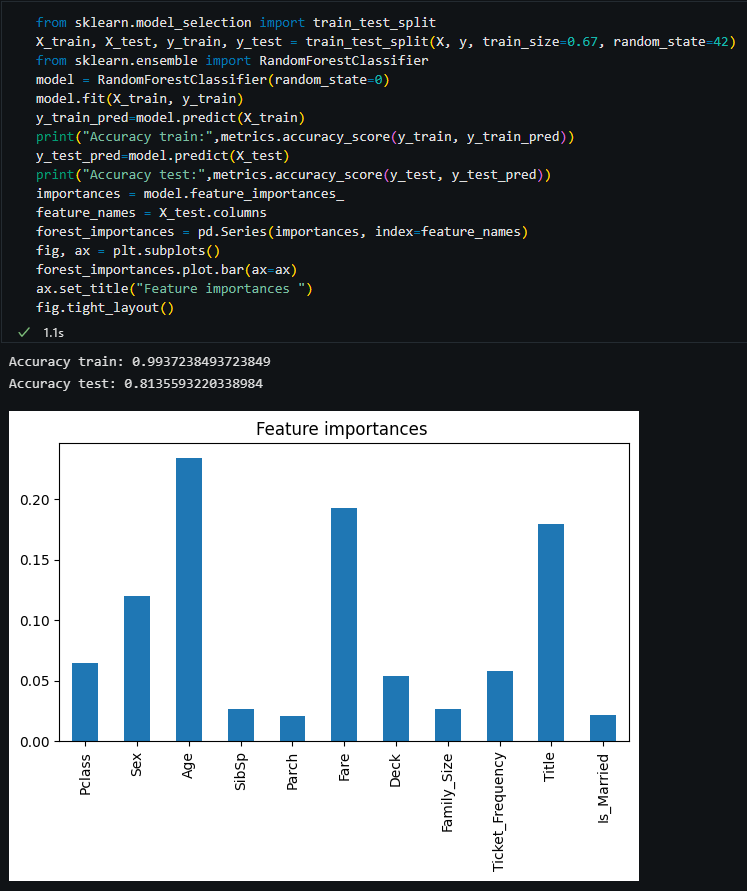 from sklearn.model_selection import train_test_split
X_train, X_test, y_train, y_test = train_test_split(X, y, train_size=0.67, random_state=42)
from sklearn.ensemble import RandomForestClassifier
model = RandomForestClassifier(random_state=0)
model.fit(X_train, y_train)
y_train_pred=model.predict(X_train)
print("Accuracy train:",metrics.accuracy_score(y_train, y_train_pred))
y_test_pred=model.predict(X_test)
print("Accuracy test:",metrics.accuracy_score(y_test, y_test_pred))
importances = model.feature_importances_
feature_names = X_test.columns
forest_importances = pd.Series(importances, index=feature_names)
fig, ax = plt.subplots()
forest_importances.plot.bar(ax=ax)
ax.set_title("Feature importances ")
fig.tight_layout()
✓ 1.1s
Accuracy train: 0.9937238493723849
Accuracy test: 0.8135593220338984
Feature importances
0.20
0.15
0.10
0.05
0.00
Pclass
Sex
Age
SibSp
Parch
Fare
Deck
Family_Size
Ticket_Frequency
Title
Is_Married